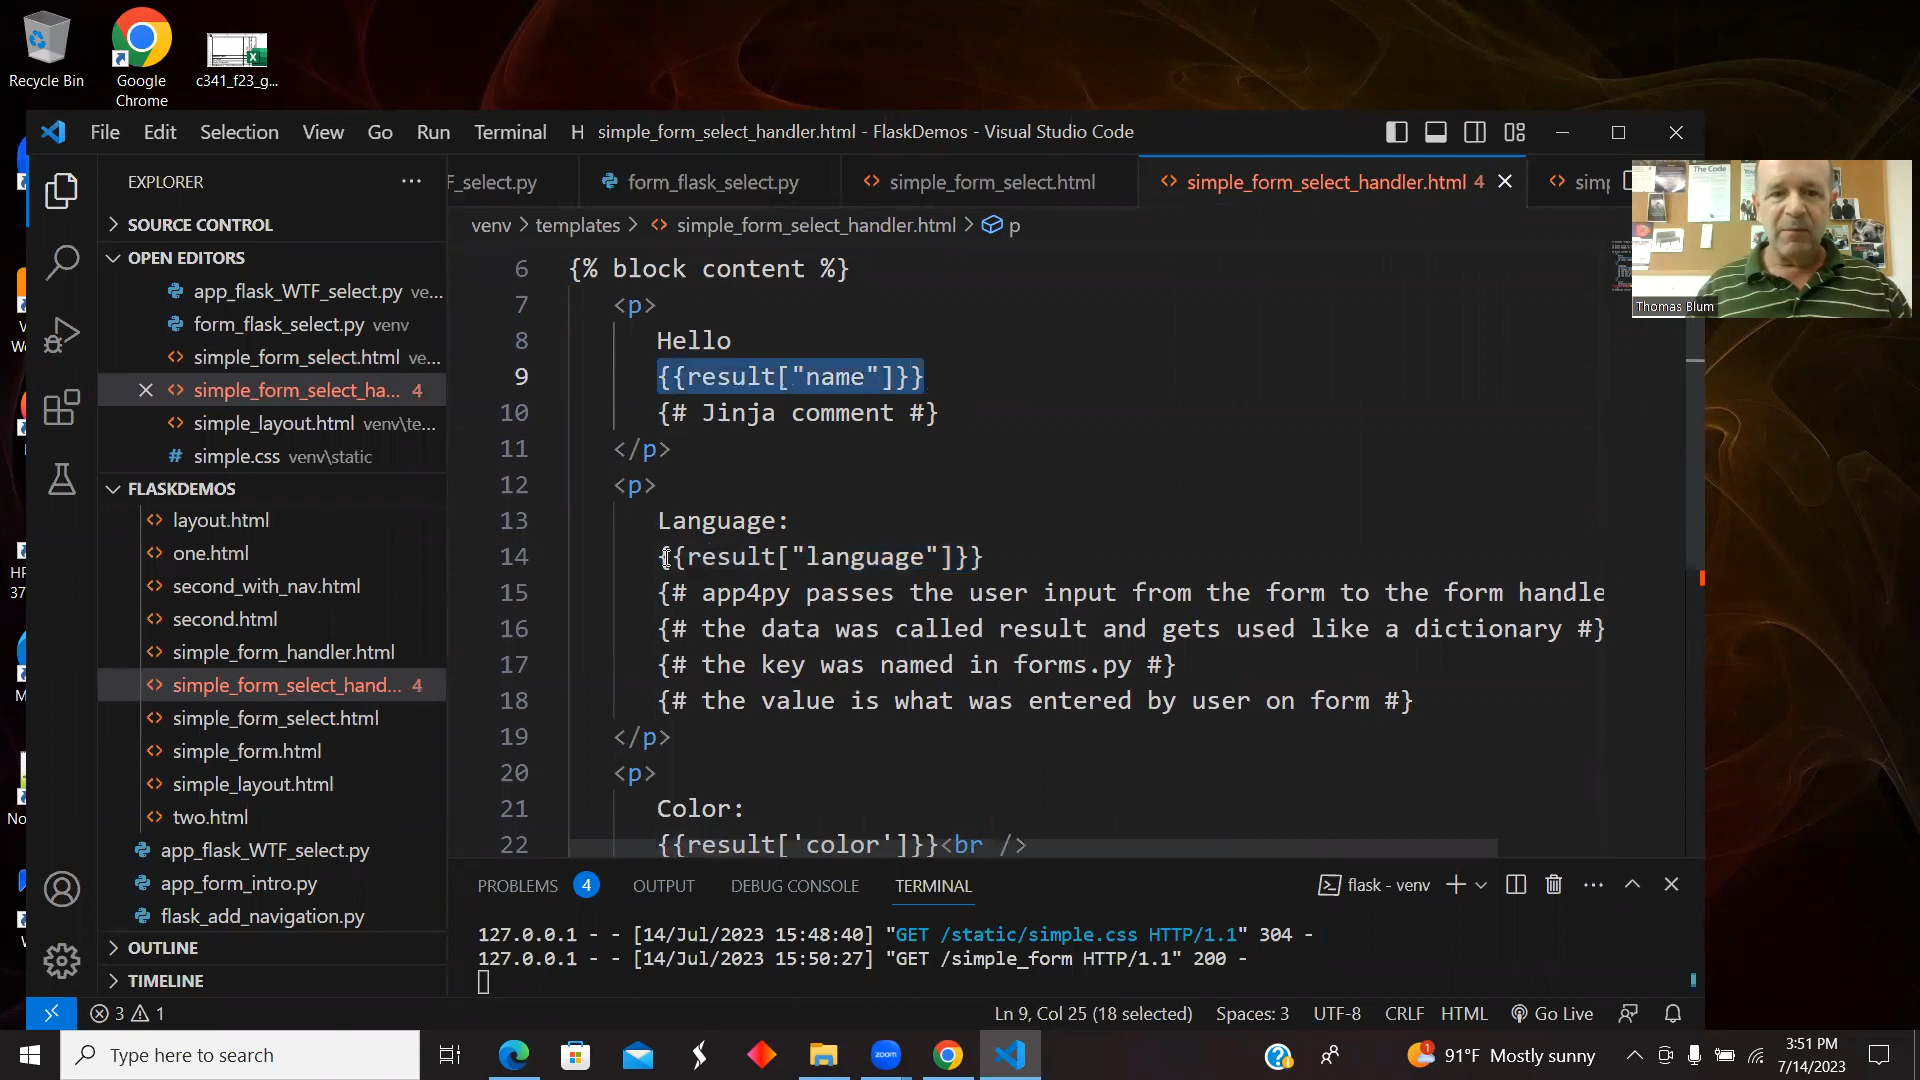 Recycle Bin
Google
Chrome
c341_f23_g...
File Edit Selection View Go Run Terminal H simple_form_select_handler.html - FlaskDemos - Visual Studio Code
EXPLORER
F_select.py form_flask_select.py simple_form_select.html simple_form_select_handler.html 4
SOURCE CONTROL
venv > templates > simple_form_select_handler.html > p
OPEN EDITORS
app_flask_WTF_select.py ve...
form_flask_select.py venv
simple_form_select.html ve...
simple_form_select_ha... 4
simple_layout.html venv\te...
simple.css venv\static
FLASKDEMOS
layout.html
one.html
second_with_nav.html
second.html
simple_form_handler.html
simple_form_select_hand... 4
simple_form_select.html
simple_form.html
simple_layout.html
two.html
app_flask_WTF_select.py
app_form_intro.py
flask_add_navigation.py
OUTLINE
TIMELINE
6 {% block content %}
7 <p>
8 Hello
9 {{result["name"]}}
10 {# Jinja comment #}
11 </p>
12 <p>
13 Language:
14 {{result["language"]}}
15 {# app4py passes the user input from the form to the form handle
16 {# the data was called result and gets used like a dictionary #}
17 {# the key was named in forms.py #}
18 {# the value is what was entered by user on form #}
19 </p>
20 <p>
21 Color:
22 {{result['color']}}<br />
The Code
Thomas Blum
PROBLEMS 4 OUTPUT DEBUG CONSOLE TERMINAL flask - venv
127.0.0.1 - - [14/Jul/2023 15:48:40] "GET /static/simple.css HTTP/1.1" 304 -
127.0.0.1 - - [14/Jul/2023 15:50:27] "GET /simple_form HTTP/1.1" 200 -
3 1 Ln 9, Col 25 (18 selected) Spaces: 3 UTF-8 CRLF HTML Go Live
Type here to search
zoom
1 91°F Mostly sunny
3:51 PM
7/14/2023